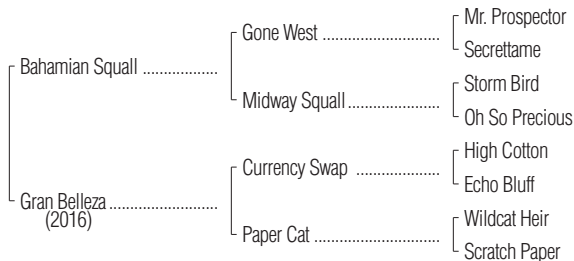 Mr. Prospector
Gone West ......................................
Secrettame
Bahamian Squall ...................
Storm Bird
Midway Squall..............................
Oh So Precious
High Cotton
Currency Swap ...........................
Echo Bluff
Gran Belleza ...........................
(2016)
Wildcat Heir
Paper Cat ........................................
Scratch Paper